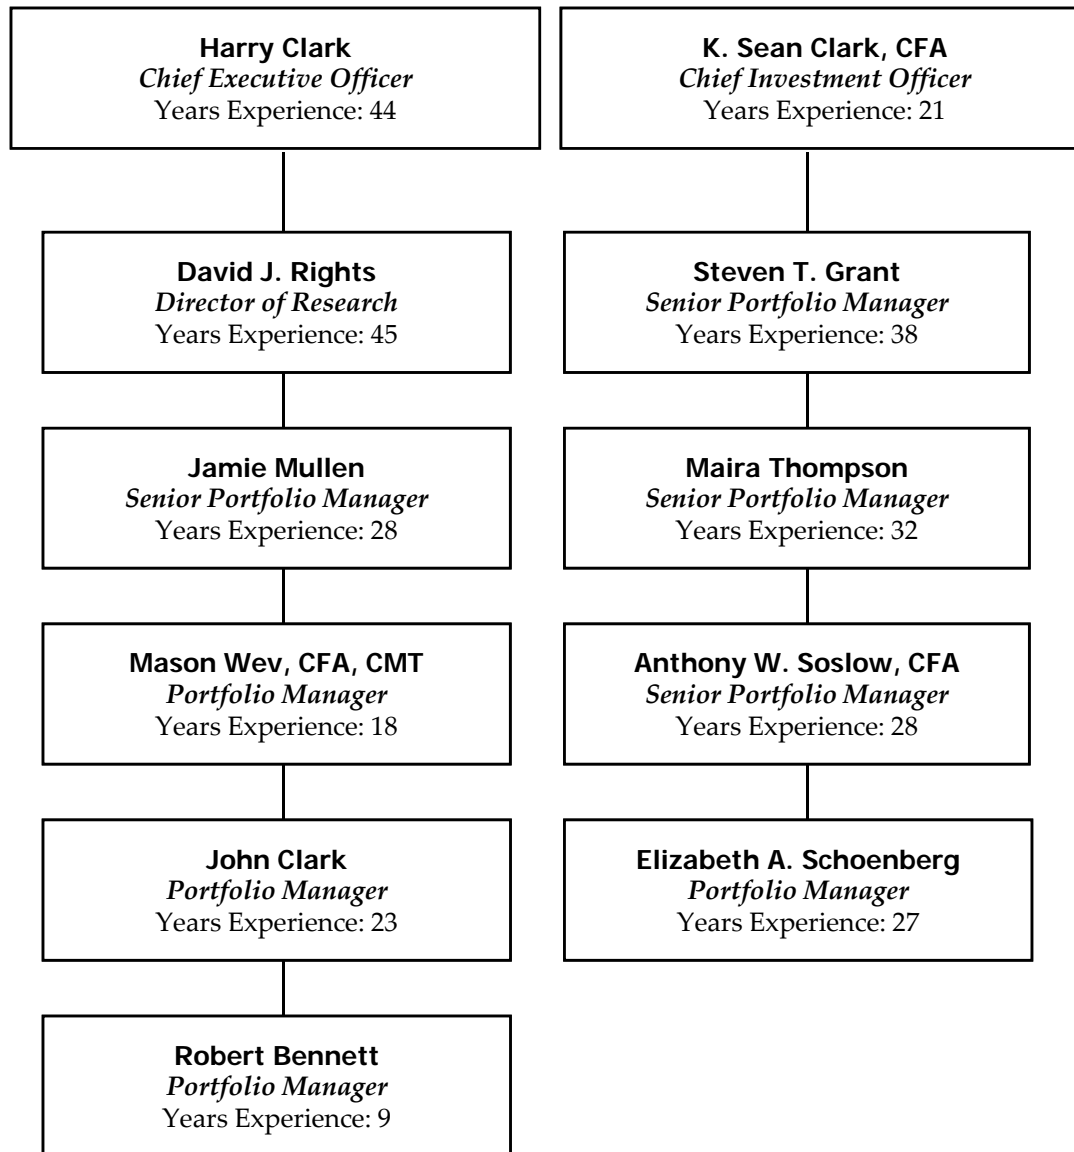 Harry Clark
Chief Executive Officer
Years Experience: 44
K. Sean Clark, CFA
Chief Investment Officer
Years Experience: 21
David J. Rights
Director of Research
Years Experience: 45
Steven T. Grant
Senior Portfolio Manager
Years Experience: 38
Jamie Mullen
Senior Portfolio Manager
Years Experience: 28
Maira Thompson
Senior Portfolio Manager
Years Experience: 32
Mason Wev, CFA, CMT
Portfolio Manager
Years Experience: 18
Anthony W. Soslow, CFA
Senior Portfolio Manager
Years Experience: 28
John Clark
Portfolio Manager
Years Experience: 23
Elizabeth A. Schoenberg
Portfolio Manager
Years Experience: 27
Robert Bennett
Portfolio Manager
Years Experience: 9